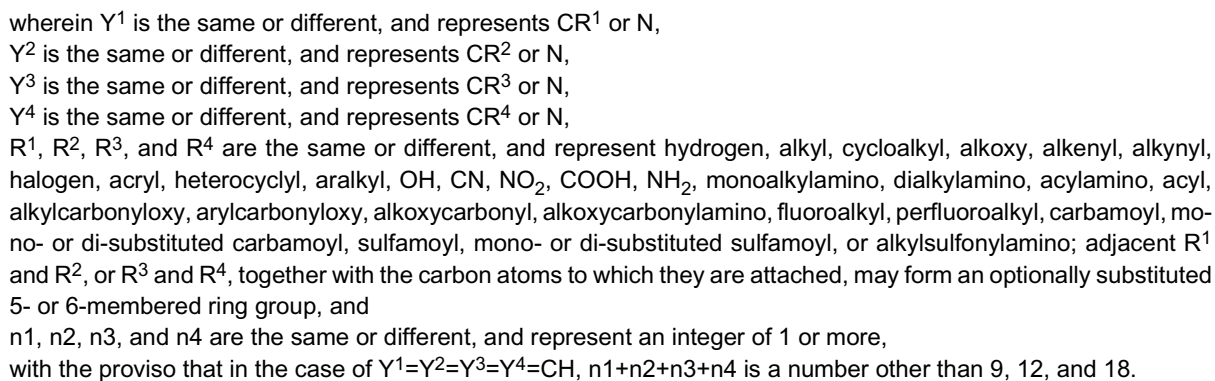 wherein Y¹ is the same or different, and represents CR¹ or N,
Y² is the same or different, and represents CR² or N,
Y³ is the same or different, and represents CR³ or N,
Y⁴ is the same or different, and represents CR⁴ or N,
R¹, R², R³, and R⁴ are the same or different, and represent hydrogen, alkyl, cycloalkyl, alkoxy, alkenyl, alkynyl,
halogen, acryl, heterocyclyl, aralkyl, OH, CN, NO₂, COOH, NH₂, monoalkylamino, dialkylamino, acylamino, acyl,
alkylcarbonyloxy, arylcarbonyloxy, alkoxycarbonyl, alkoxycarbonylamino, fluoroalkyl, perfluoroalkyl, carbamoyl, mo-
no- or di-substituted carbamoyl, sulfamoyl, mono- or di-substituted sulfamoyl, or alkylsulfonylamino; adjacent R¹
and R², or R³ and R⁴, together with the carbon atoms to which they are attached, may form an optionally substituted
5- or 6-membered ring group, and
n1, n2, n3, and n4 are the same or different, and represent an integer of 1 or more,
with the proviso that in the case of Y¹=Y²=Y³=Y⁴=CH, n1+n2+n3+n4 is a number other than 9, 12, and 18.